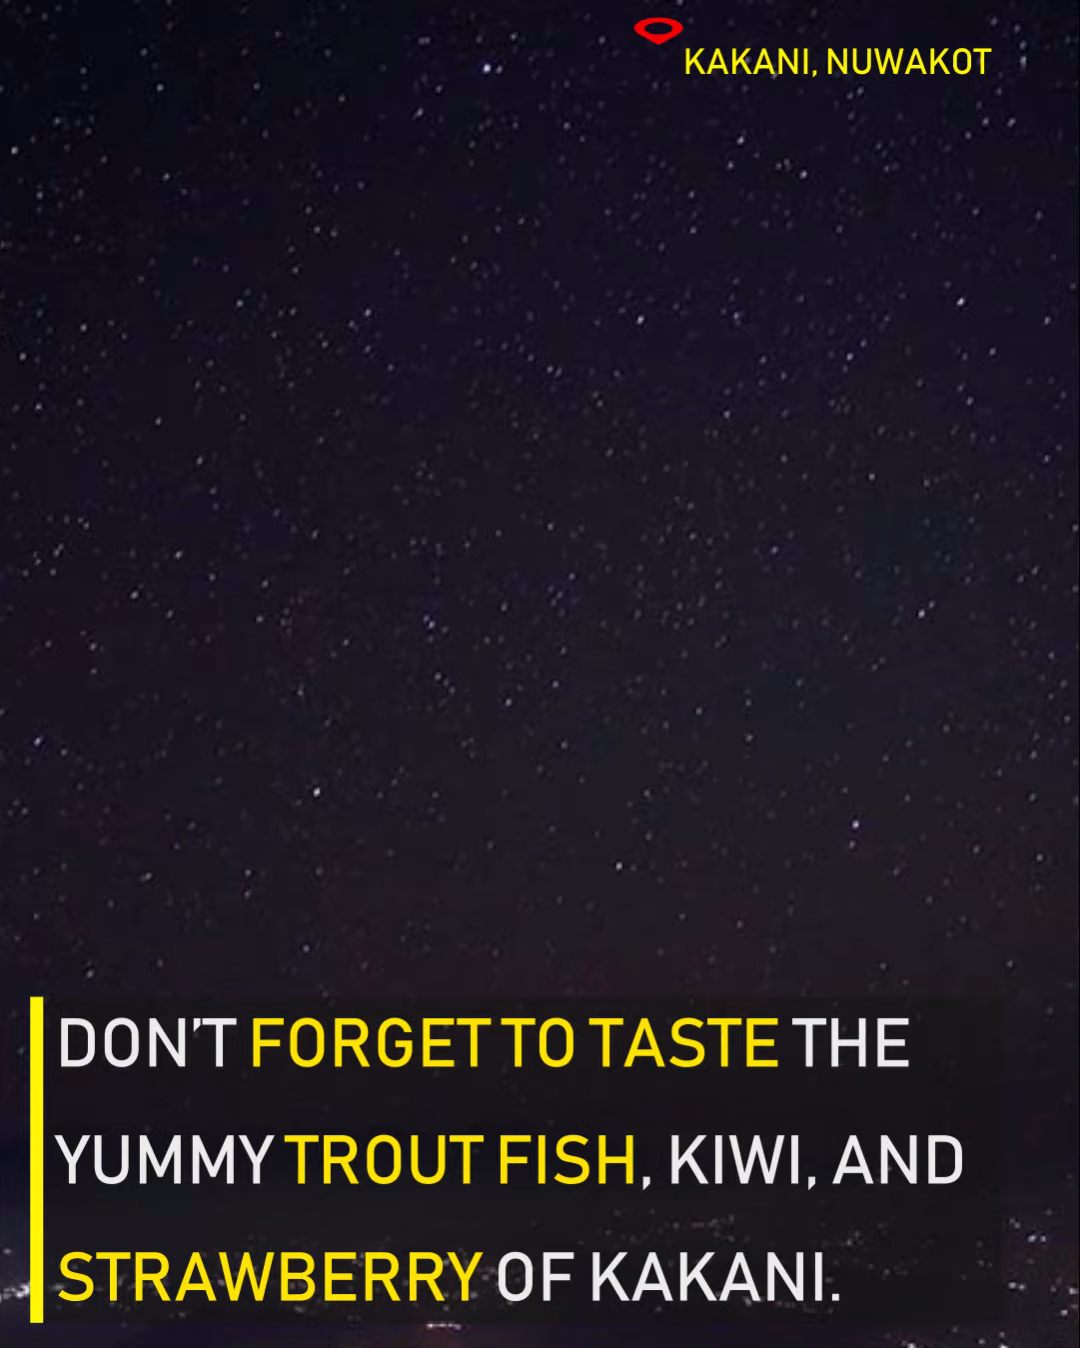 KAKANI, NUWAKOT
DON'T FORGET TO TASTE THE
YUMMY TROUT FISH, KIWI, AND
STRAWBERRY OF KAKANI.